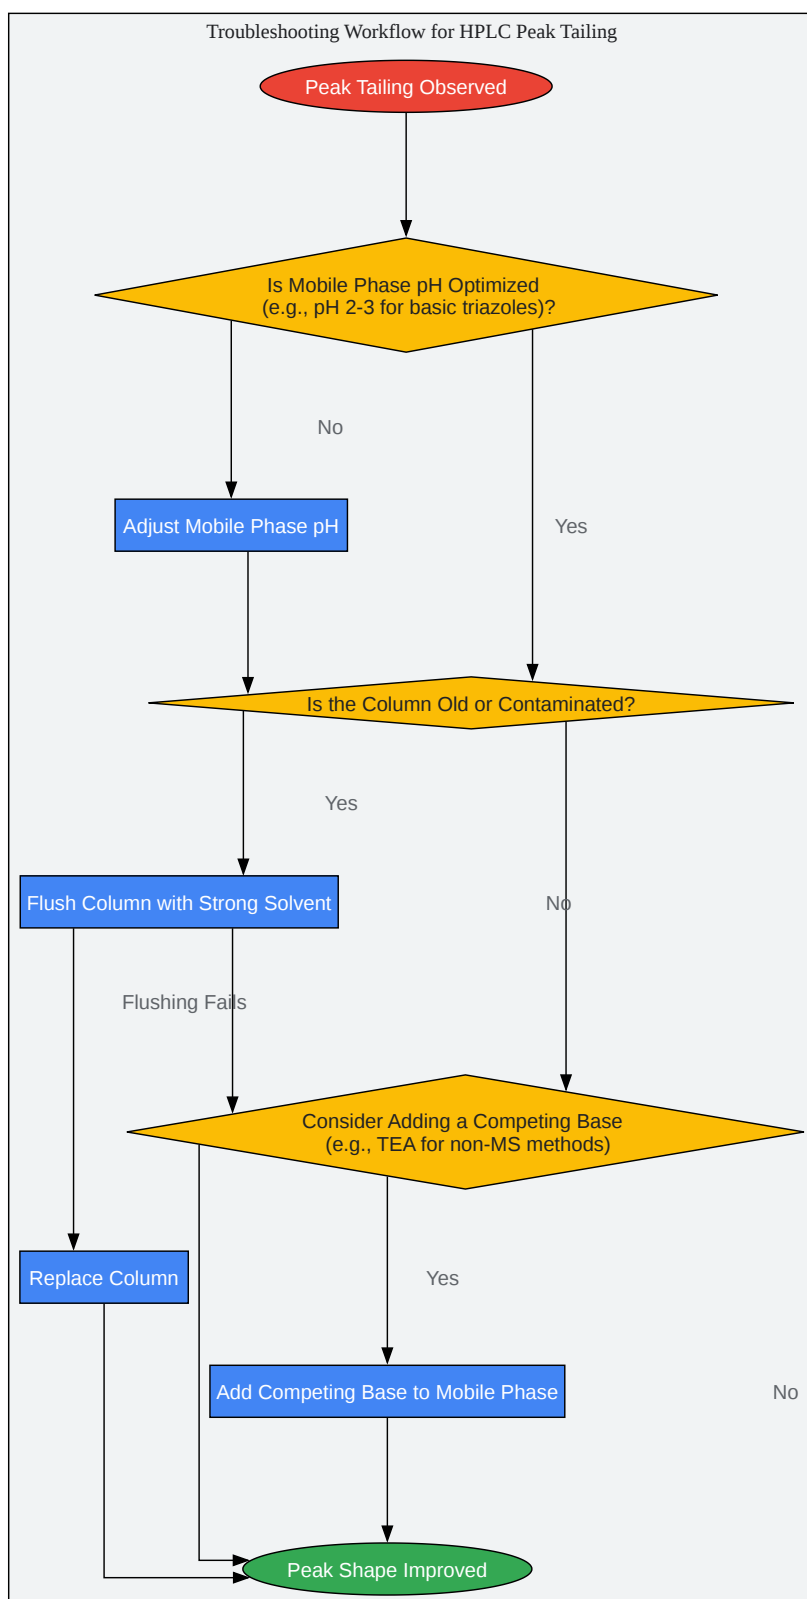 Troubleshooting Workflow for HPLC Peak Tailing
Peak Tailing Observed
Is Mobile Phase pH Optimized
(e.g., pH 2-3 for basic triazoles)?
No
Adjust Mobile Phase pH
Yes
Is the Column Old or Contaminated?
Yes
Flush Column with Strong Solvent
No
Flushing Fails
Consider Adding a Competing Base
(e.g., TEA for non-MS methods)
Replace Column
Yes
Add Competing Base to Mobile Phase
No
Peak Shape Improved